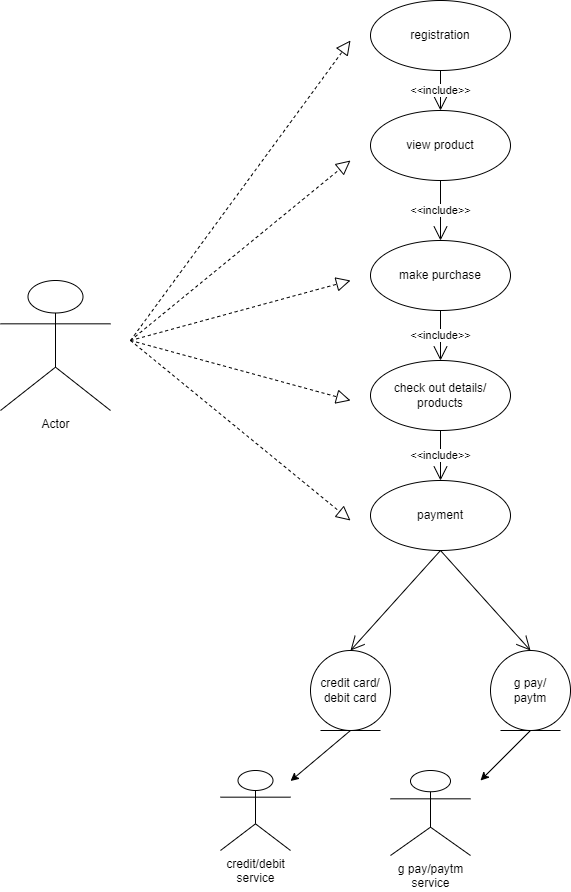 registration
<<include>>
view product
<<include>>
make purchase
<<include>>
check out details/
products
Actor
<<include>>
payment
credit card/
debit card
g pay/
paytm
credit/debit
service
g pay/paytm
service